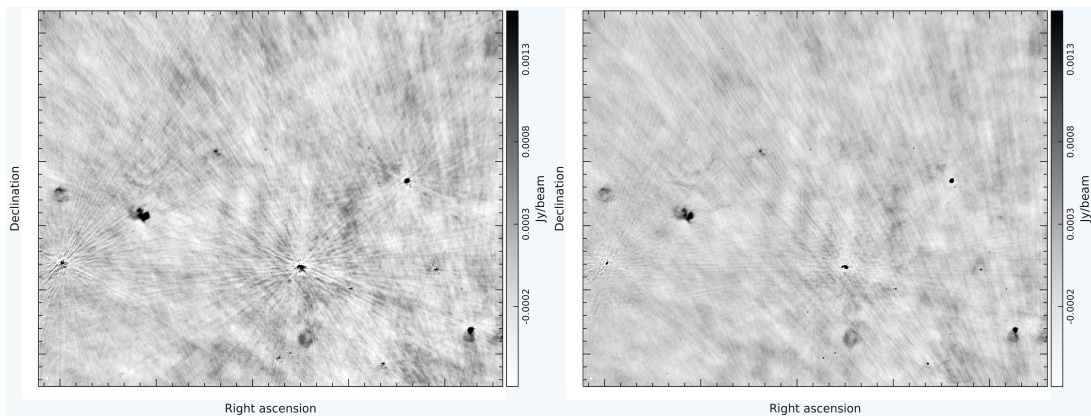 Declination
0.0013
0.0008
0.0003
-0.0002
Jy/beam
Right ascension
Declination
0.0013
0.0008
0.0003
-0.0002
Jy/beam
Right ascension